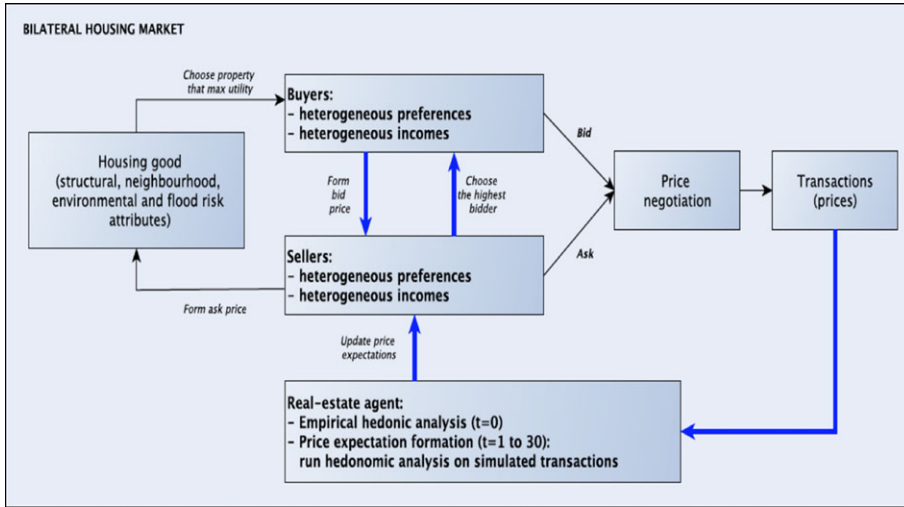 BILATERAL HOUSING MARKET
Choose property
that max utility
Buyers:
- heterogeneous preferences
- heterogeneous incomes
Bid
Housing good
(structural, neighbourhood,
environmental and flood risk
attributes)
Form
bid
price
Choose
the highest
bidder
Price
negotiation
Transactions
(prices)
Sellers:
- heterogeneous preferences
- heterogeneous incomes
Ask
Form ask price
Update price
expectations
Real-estate agent:
- Empirical hedonic analysis (t=0)
- Price expectation formation (t=1 to 30):
run hedonomic analysis on simulated transactions